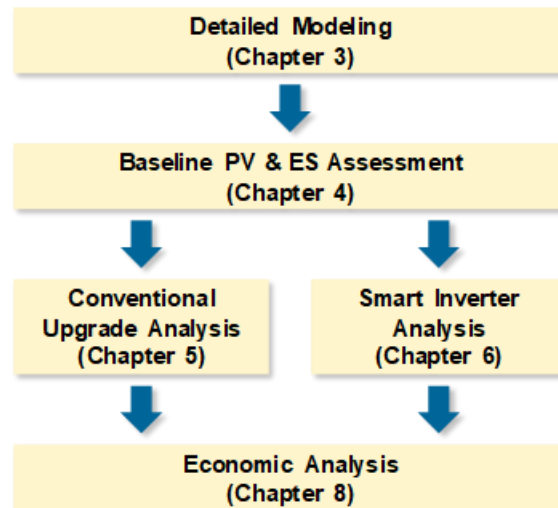 Detailed Modeling
(Chapter 3)
Baseline PV & ES Assessment
(Chapter 4)
Conventional
Upgrade Analysis
(Chapter 5)
Smart Inverter
Analysis
(Chapter 6)
Economic Analysis
(Chapter 8)